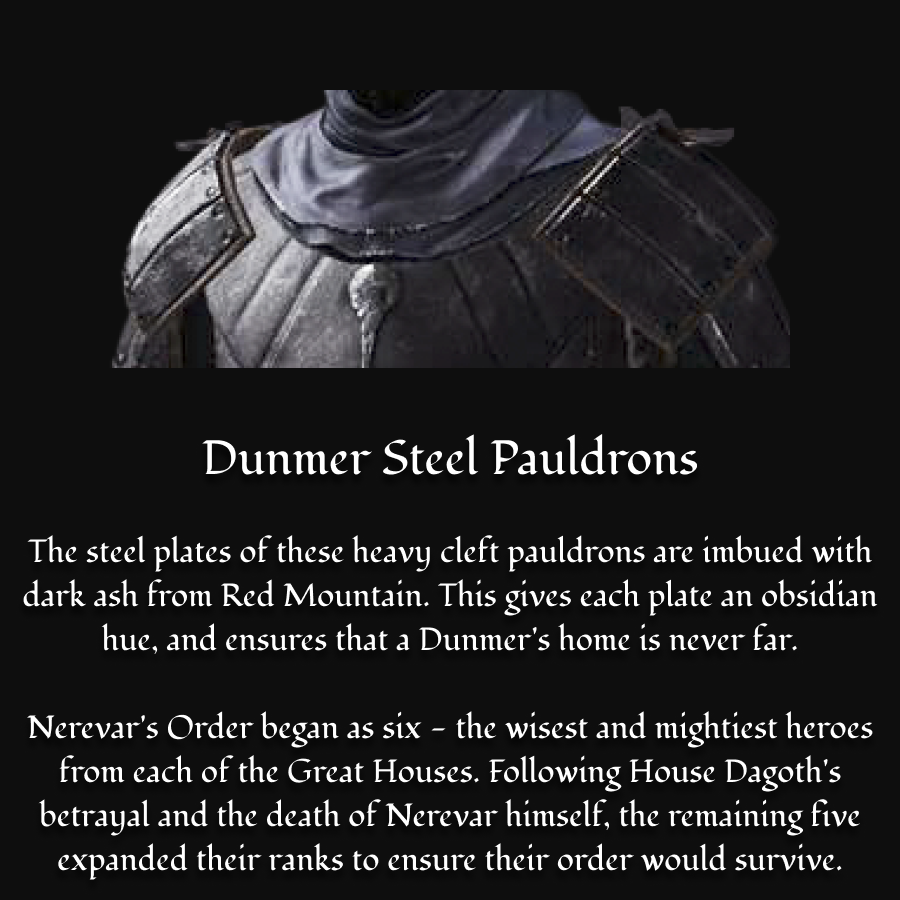 Dunmer Steel Pauldrons
The steel plates of these heavy cleft pauldrons are imbued with
dark ash from Red Mountain. This gives each plate an obsidian
hue, and ensures that a Dunmer's home is never far.
Nerevar's Order began as six – the wisest and mightiest heroes
from each of the Great Houses. Following House Dagoth's
betrayal and the death of Nerevar himself, the remaining five
expanded their ranks to ensure their order would survive.